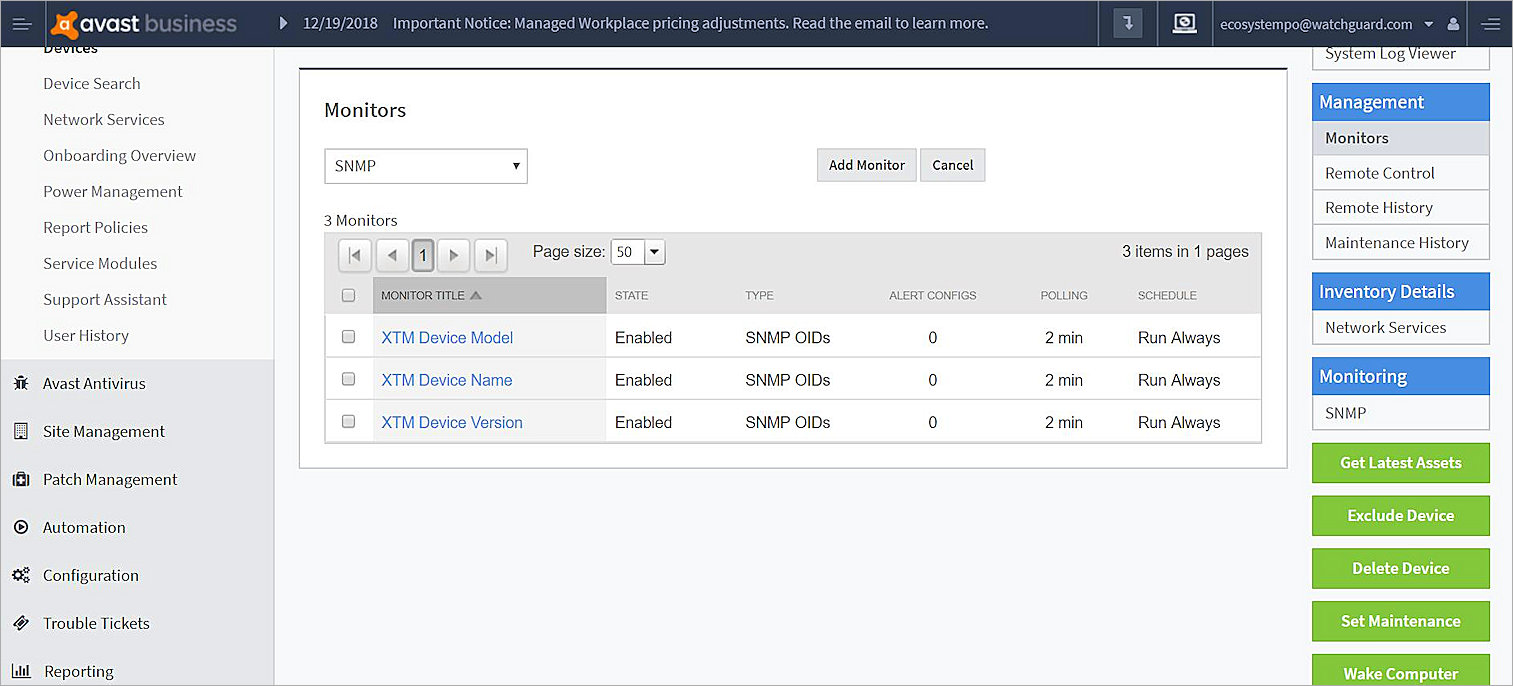 avast business
12/19/2018 Important Notice: Managed Workplace pricing adjustments. Read the email to learn more.
ecosystempo@watchguard.com
Devices
Device Search
Network Services
Onboarding Overview
Power Management
Report Policies
Service Modules
Support Assistant
User History
Avast Antivirus
Site Management
Patch Management
Automation
Configuration
Trouble Tickets
Reporting
Monitors
SNMP
Add Monitor Cancel
3 Monitors
1 Page size: 50 3 items in 1 pages
MONITOR TITLE STATE TYPE ALERT CONFIGS POLLING SCHEDULE
XTM Device Model Enabled SNMP OIDs 0 2 min Run Always
XTM Device Name Enabled SNMP OIDs 0 2 min Run Always
XTM Device Version Enabled SNMP OIDs 0 2 min Run Always
System Log Viewer
Management
Monitors
Remote Control
Remote History
Maintenance History
Inventory Details
Network Services
Monitoring
SNMP
Get Latest Assets
Exclude Device
Delete Device
Set Maintenance
Wake Computer